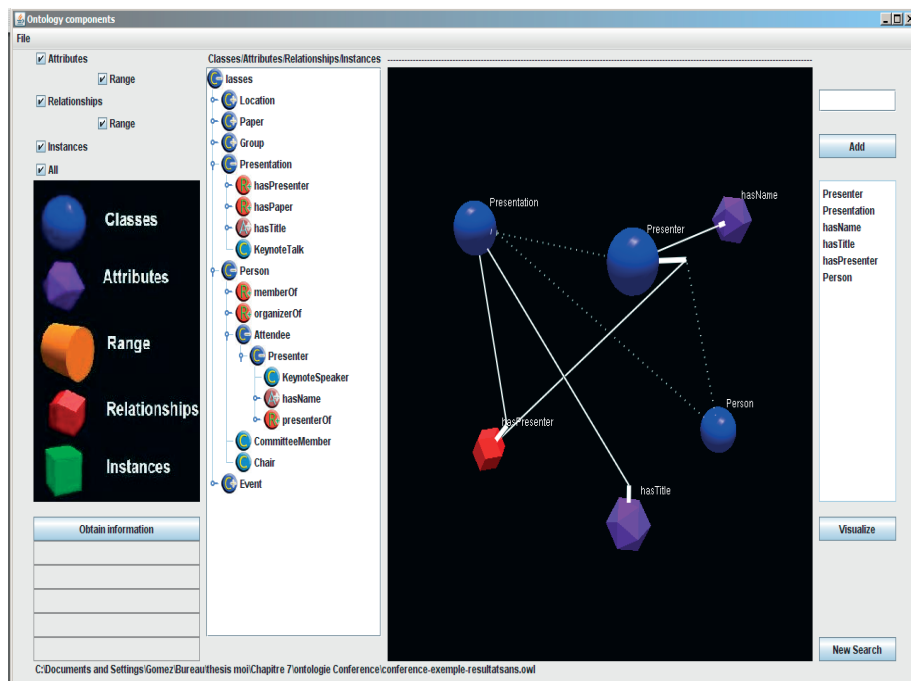 Ontology components
File
Attributes
Range
Relationships
Range
Instances
All
Classes
Attributes
Range
Relationships
Instances
Obtain information
Classes/Attributes/Relationships/Instances
lasses
Location
Paper
Group
Presentation
hasPresenter
hasPaper
hasTitle
KeynoteTalk
Person
memberOf
organizerOf
Attendee
Presenter
KeynoteSpeaker
hasName
presenterOf
CommitteeMember
Chair
Event
Presentation
Presenter
hasName
Person
hasPresenter
hasTitle
Add
Presenter
Presentation
hasName
hasTitle
hasPresenter
Person
Visualize
New Search
C:\Documents and Settings\Gomez\Bureau\thesis moi\Chapitre 7\ontologie Conference\conference-exemple-resultatsans.owl